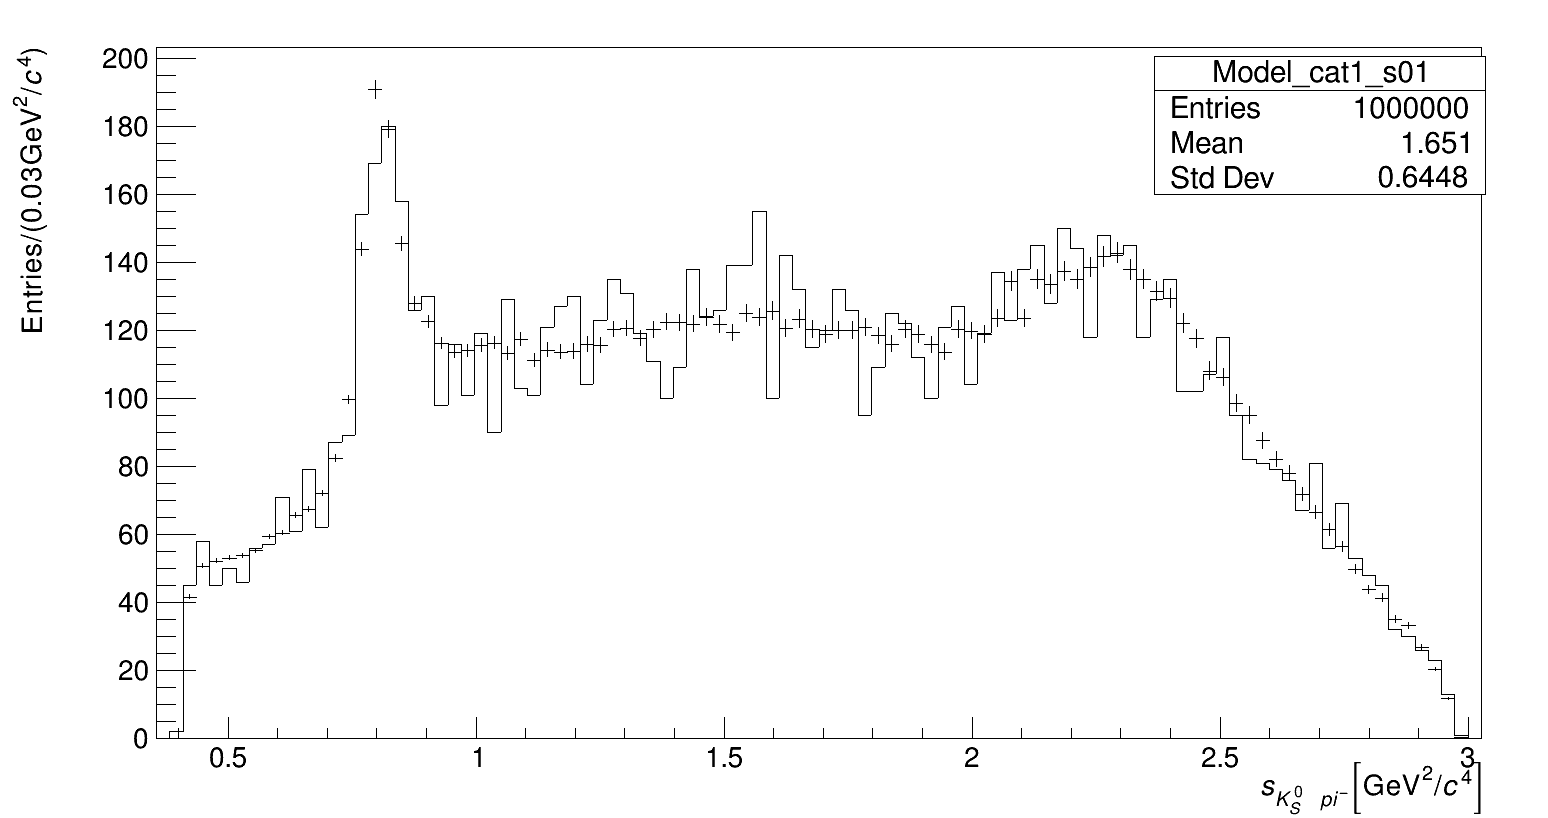 Entries/(0.03GeV²/c⁴)
200
180
160
140
120
100
80
60
40
20
0
Model_cat1_s01
Entries 1000000
Mean 1.651
Std Dev 0.6448
0.5 1 1.5 2 2.5 3
s_{K_S^0 pi^-}[GeV²/c⁴]